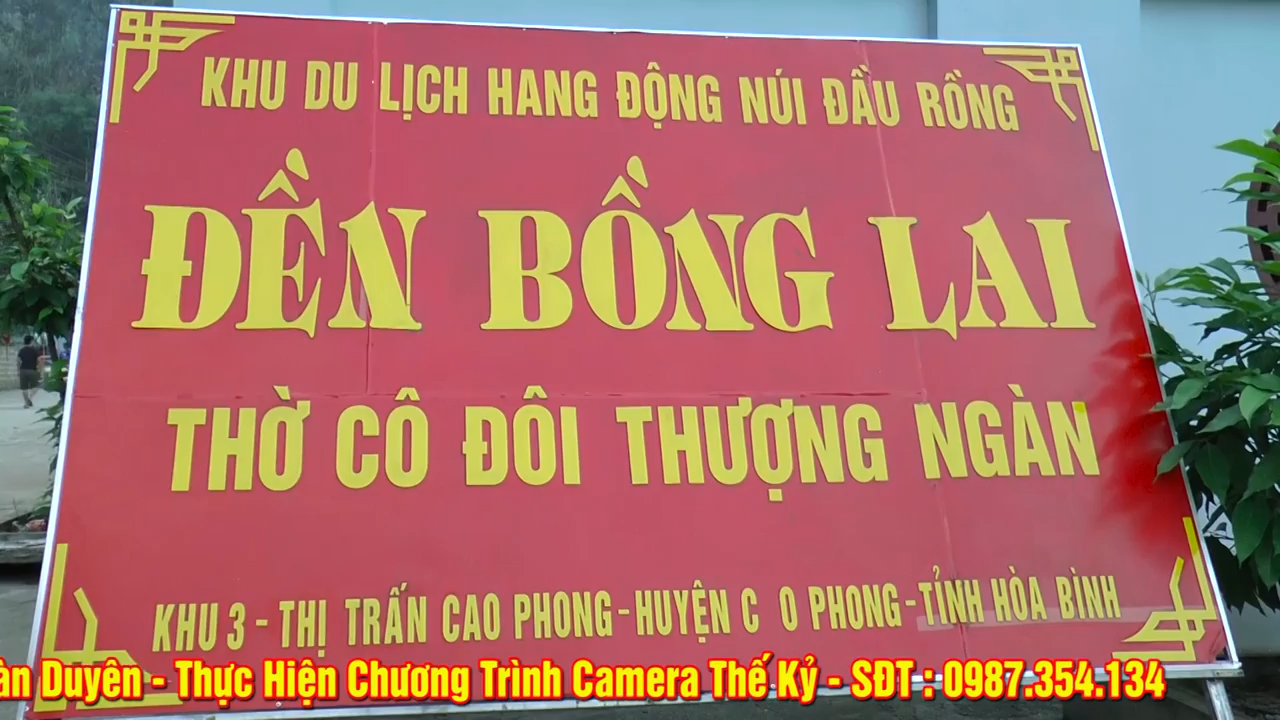 KHU DU LỊCH HANG ĐỘNG NÚI ĐẦU RỒNG
ĐỀN BỒNG LAI
THỜ CÔ ĐÔI THƯỢNG NGÀN
KHU 3 - THỊ TRẤN CAO PHONG - HUYỆN C O PHONG - TỈNH HÒA BÌNH
Duyên - Thực Hiện Chương Trình Camera Thế Kỷ - SĐT : 0987.354.134